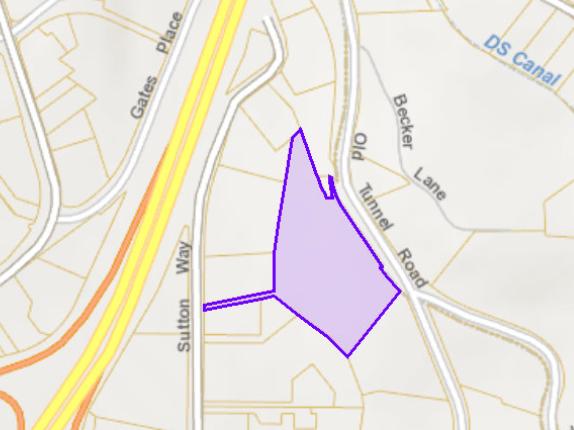 Gates Place
DS Canal
Becker Lane
Old Tunnel Road
Sutton Way